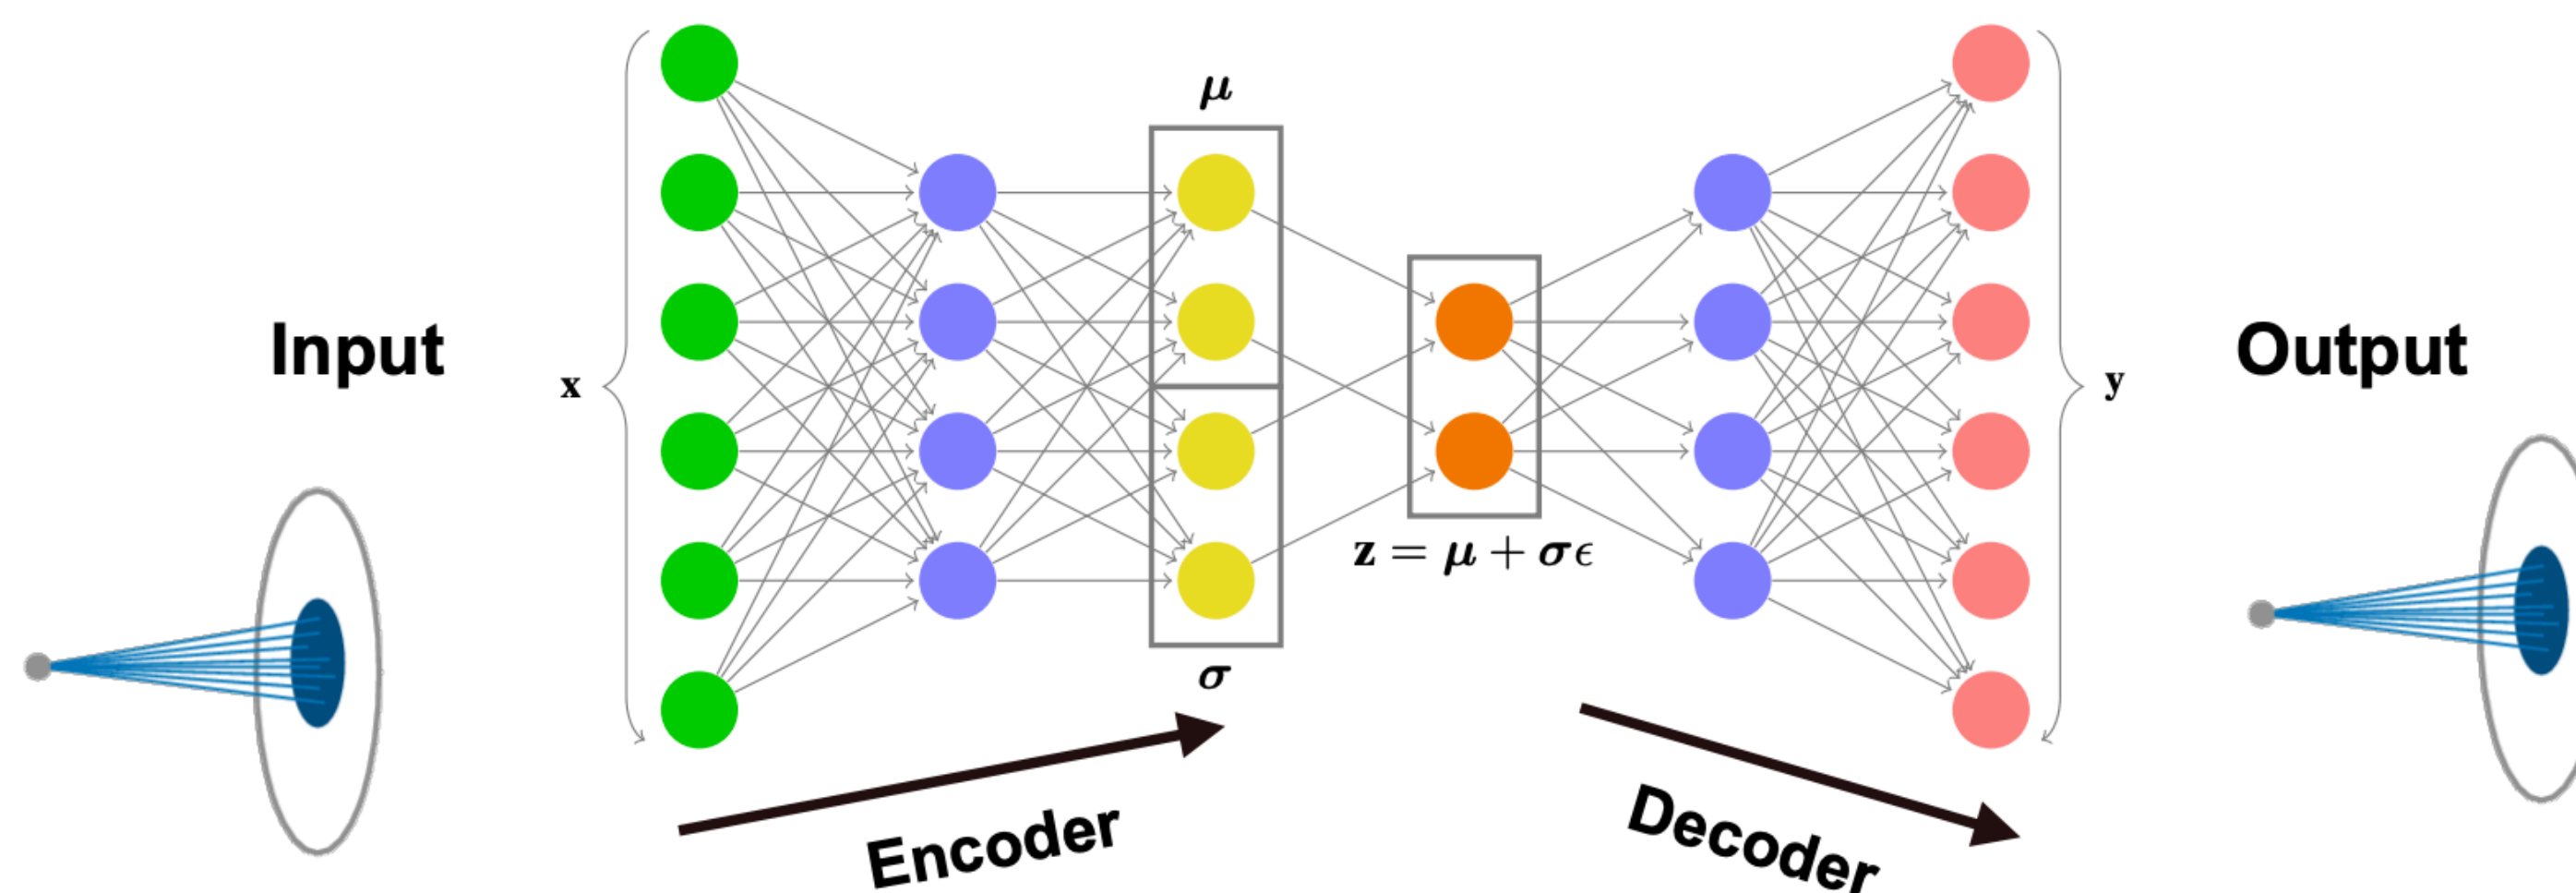 μ
Input
x
Output
y
z = μ + σϵ
σ
Encoder
Decoder